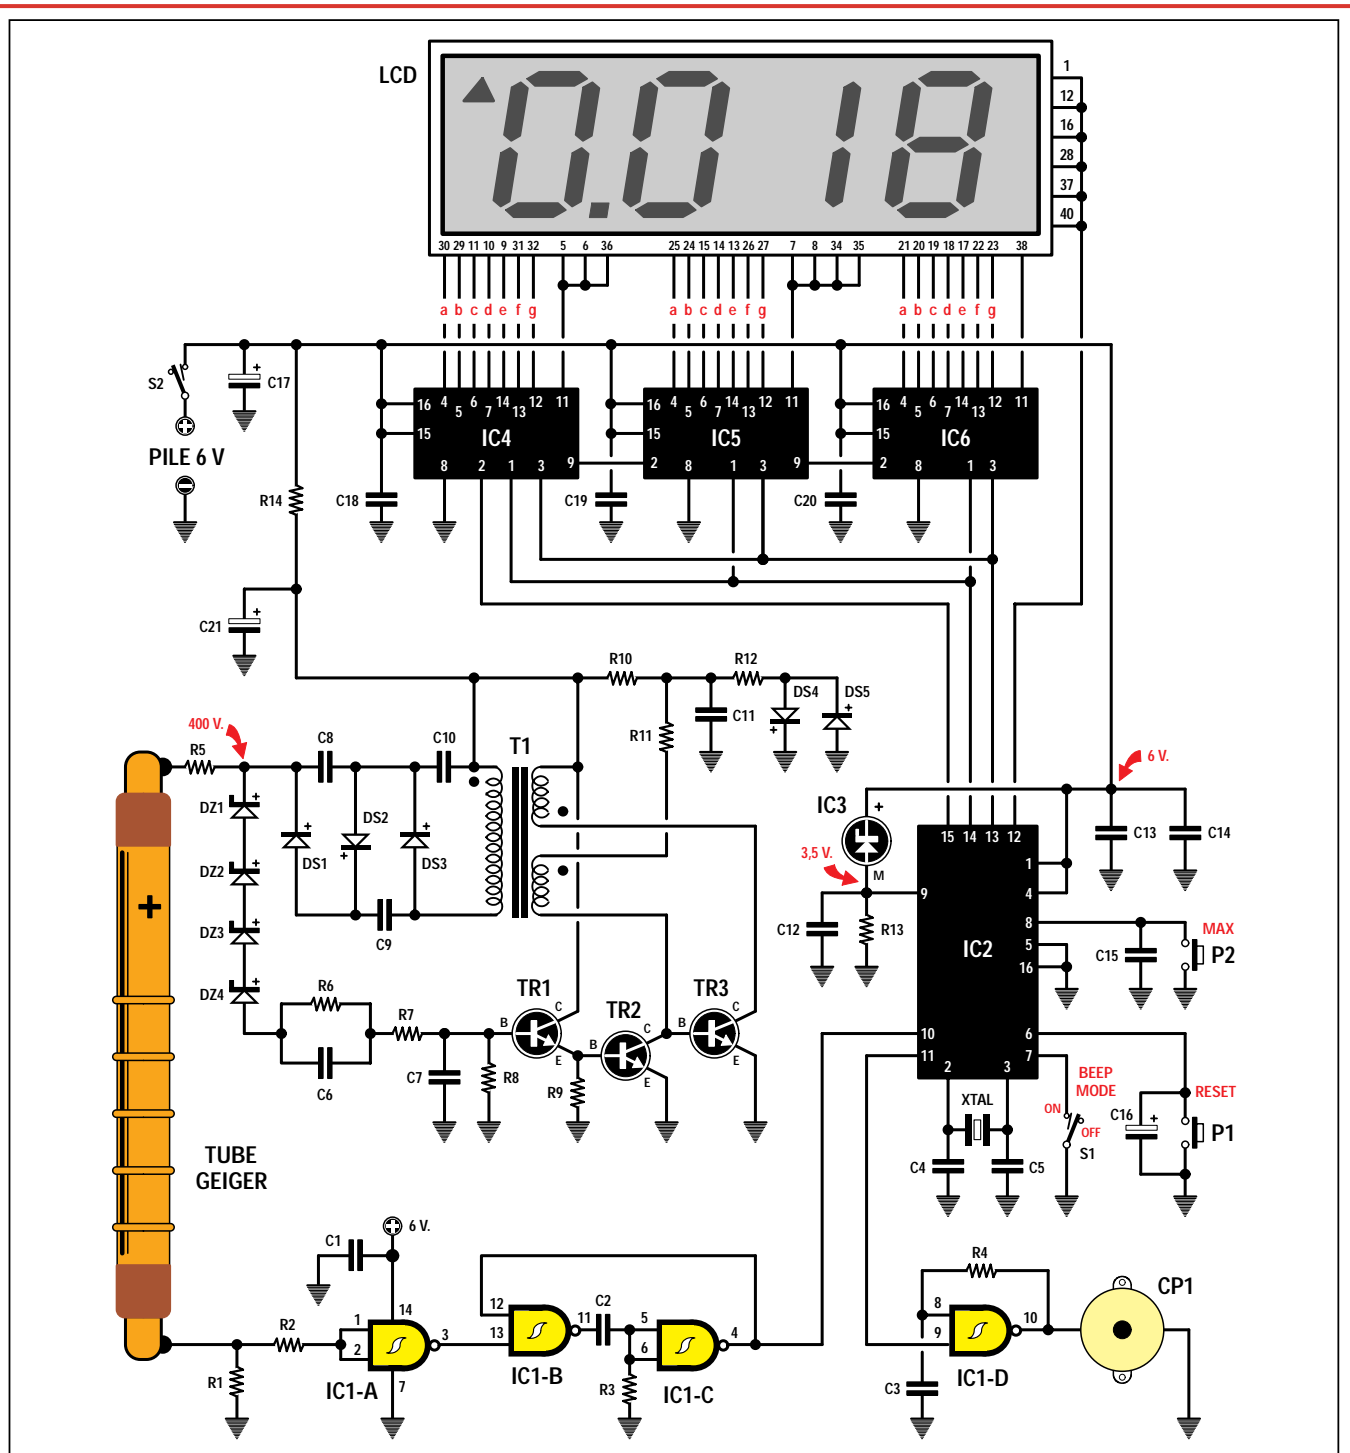 LCD
0.018
1
12
16
28
37
40
30 29 11 10 9 31 32 5 6 36 25 24 15 14 13 26 27 7 8 34 35 21 20 19 18 17 22 23 38
a b c d e f g a b c d e f g a b c d e f g
S2
C17
PILE 6 V
R14
16 4 5 6 7 14 13 12 11
15 IC4
8 2 1 3 9
16 4 5 6 7 14 13 12 11
15 IC5
2 8 1 3 9
16 4 5 6 7 14 13 12 11
15 IC6
2 8 1 3
C18
C19
C20
C21
R10 R12
DS4 DS5
C11
R11
400 V.
R5 C8 C10 T1
DZ1
DS2
DS1 DS3
DZ2
C9
DZ3
DZ4
R6
R7
C6
C7
R8
TR1
B C E
R9
TR2
B C E
TR3
B C E
6 V.
IC3 +
3,5 V.
M
C12
R13
15 14 13 12
1
9 4
8
IC2 5
16
10 6
11 7
2 3
C13 C14
MAX
C15 P2
BEEP
MODE
ON
OFF
S1
RESET
C16 P1
XTAL
C4 C5
+
TUBE
GEIGER
6 V.
C1
R2
R1
14
1
2
3
7
IC1-A
12
13
11
IC1-B
C2
R3
5
6
4
IC1-C
R4
8
9
10
IC1-D
C3
CP1